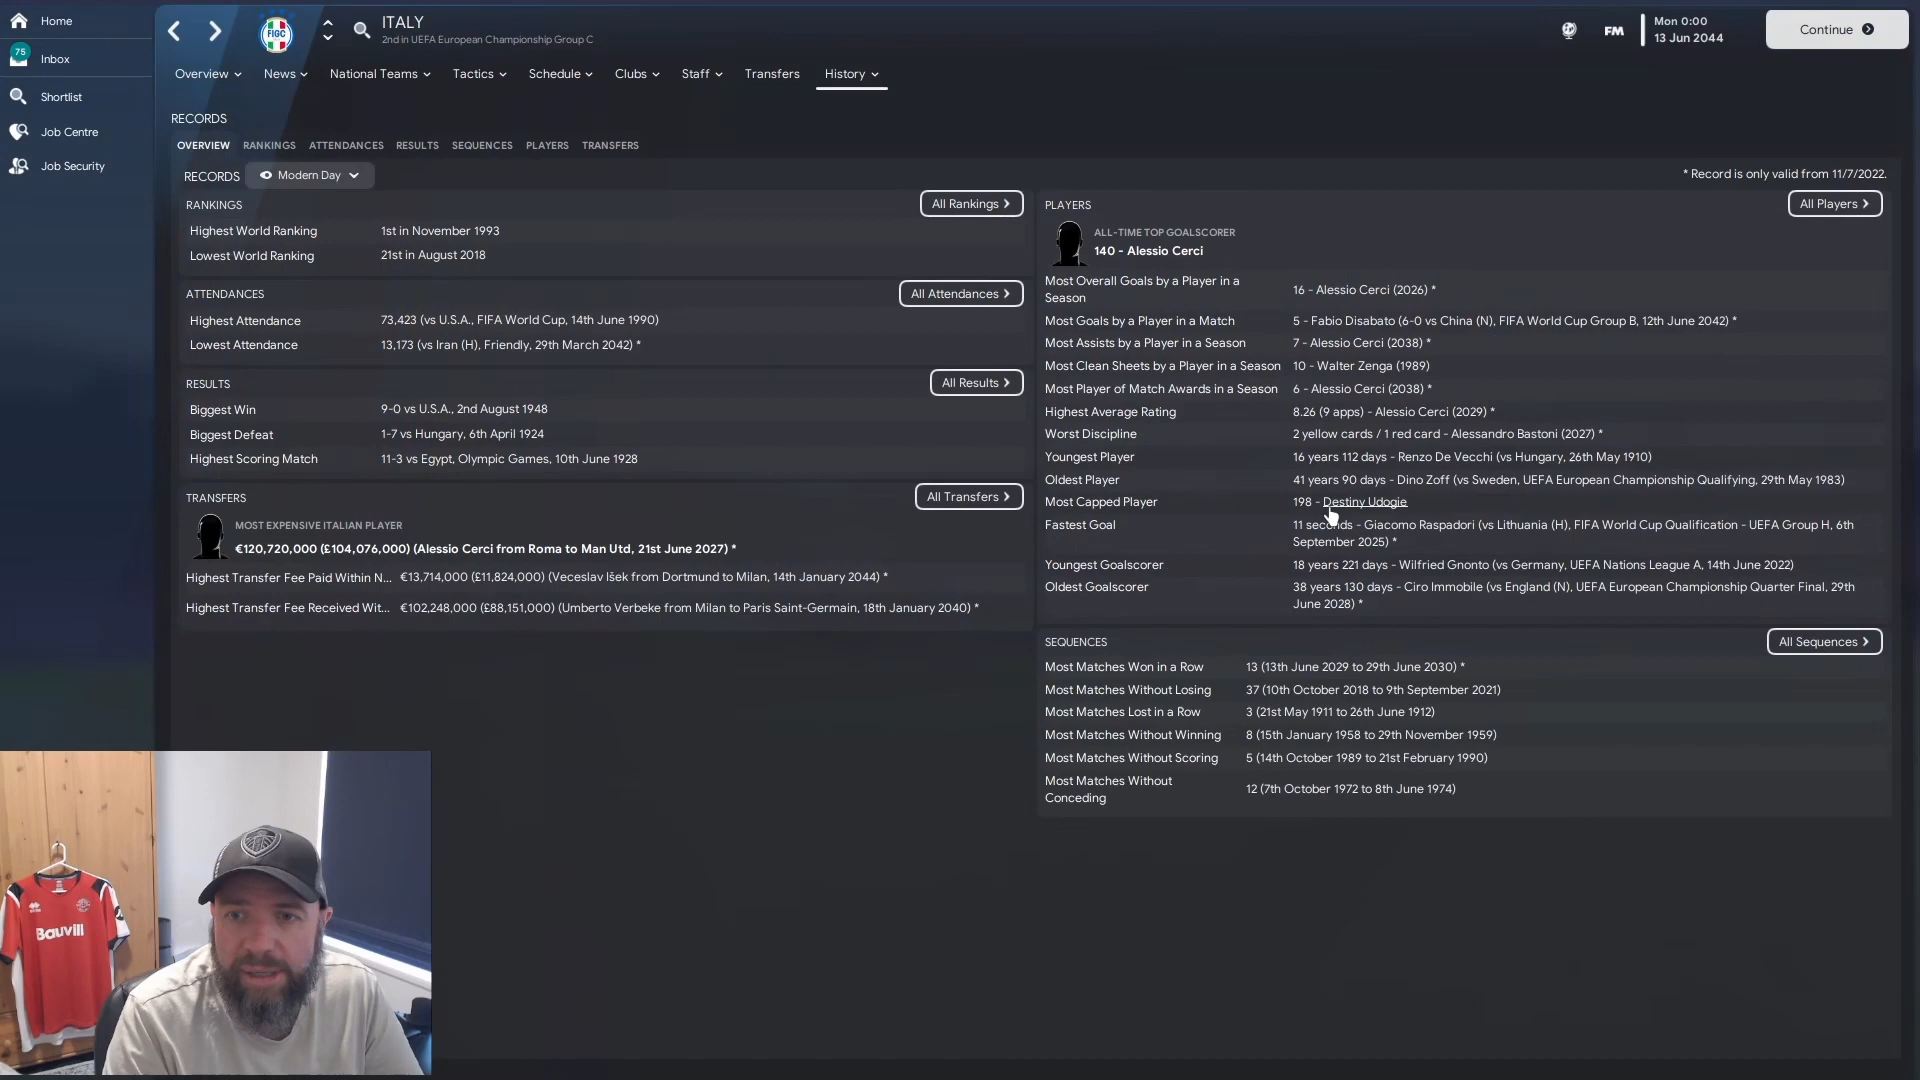 Home
75
Inbox
Shortlist
Job Centre
Job Security
FIGC
ITALY
2nd in UEFA European Championship Group C
FM
Mon 0:00
13 Jun 2044
Continue
Overview
News
National Teams
Tactics
Schedule
Clubs
Staff
Transfers
History
RECORDS
OVERVIEW RANKINGS ATTENDANCES RESULTS SEQUENCES PLAYERS TRANSFERS
RECORDS Modern Day
* Record is only valid from 11/7/2022.
RANKINGS All Rankings
Highest World Ranking 1st in November 1993
Lowest World Ranking 21st in August 2018
ATTENDANCES All Attendances
Highest Attendance 73,423 (vs U.S.A., FIFA World Cup, 14th June 1990)
Lowest Attendance 13,173 (vs Iran (H), Friendly, 29th March 2042) *
RESULTS All Results
Biggest Win 9-0 vs U.S.A., 2nd August 1948
Biggest Defeat 1-7 vs Hungary, 6th April 1924
Highest Scoring Match 11-3 vs Egypt, Olympic Games, 10th June 1928
TRANSFERS All Transfers
MOST EXPENSIVE ITALIAN PLAYER
€120,720,000 (£104,076,000) (Alessio Cerci from Roma to Man Utd, 21st June 2027) *
Highest Transfer Fee Paid Within N... €13,714,000 (£11,824,000) (Veceslav Išek from Dortmund to Milan, 14th January 2044) *
Highest Transfer Fee Received Wit... €102,248,000 (£88,151,000) (Umberto Verbeke from Milan to Paris Saint-Germain, 18th January 2040) *
PLAYERS All Players
ALL-TIME TOP GOALSCORER
140 - Alessio Cerci
Most Overall Goals by a Player in a
Season 16 - Alessio Cerci (2026) *
Most Goals by a Player in a Match 5 - Fabio Disabato (6-0 vs China (N), FIFA World Cup Group B, 12th June 2042) *
Most Assists by a Player in a Season 7 - Alessio Cerci (2038) *
Most Clean Sheets by a Player in a Season 10 - Walter Zenga (1989)
Most Player of Match Awards in a Season 6 - Alessio Cerci (2038) *
Highest Average Rating 8.26 (9 apps) - Alessio Cerci (2029) *
Worst Discipline 2 yellow cards / 1 red card - Alessandro Bastoni (2027) *
Youngest Player 16 years 112 days - Renzo De Vecchi (vs Hungary, 26th May 1910)
Oldest Player 41 years 90 days - Dino Zoff (vs Sweden, UEFA European Championship Qualifying, 29th May 1983)
Most Capped Player 198 - Destiny Udogie
Fastest Goal 11 seconds - Giacomo Raspadori (vs Lithuania (H), FIFA World Cup Qualification - UEFA Group H, 6th
September 2025) *
Youngest Goalscorer 18 years 221 days - Wilfried Gnonto (vs Germany, UEFA Nations League A, 14th June 2022)
Oldest Goalscorer 38 years 130 days - Ciro Immobile (vs England (N), UEFA European Championship Quarter Final, 29th
June 2028) *
SEQUENCES All Sequences
Most Matches Won in a Row 13 (13th June 2029 to 29th June 2030) *
Most Matches Without Losing 37 (10th October 2018 to 9th September 2021)
Most Matches Lost in a Row 3 (21st May 1911 to 26th June 1912)
Most Matches Without Winning 8 (15th January 1958 to 29th November 1959)
Most Matches Without Scoring 5 (14th October 1989 to 21st February 1990)
Most Matches Without
Conceding 12 (7th October 1972 to 8th June 1974)
Bauvill